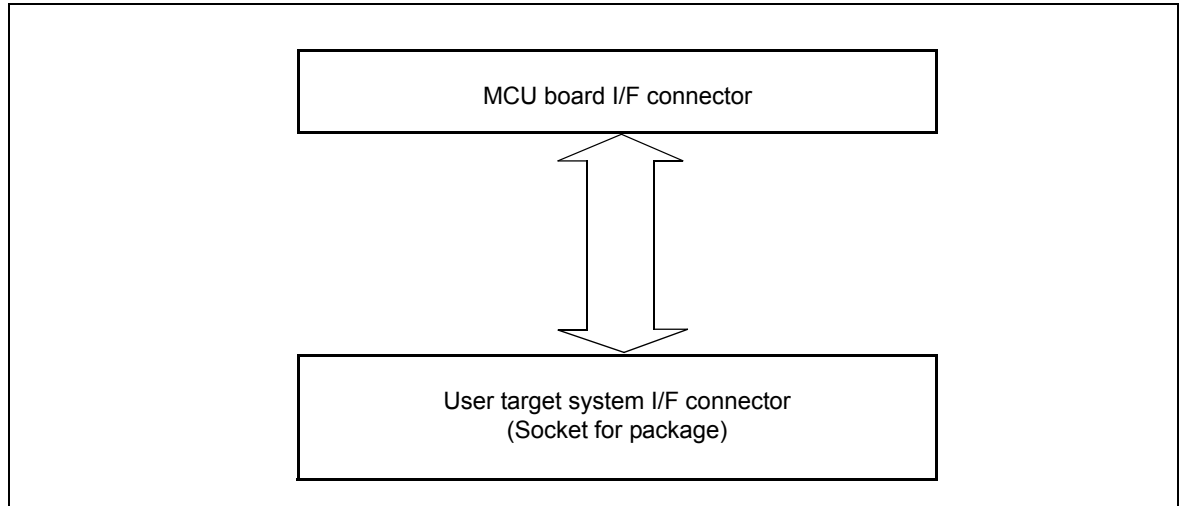 MCU board I/F connector
User target system I/F connector
(Socket for package)